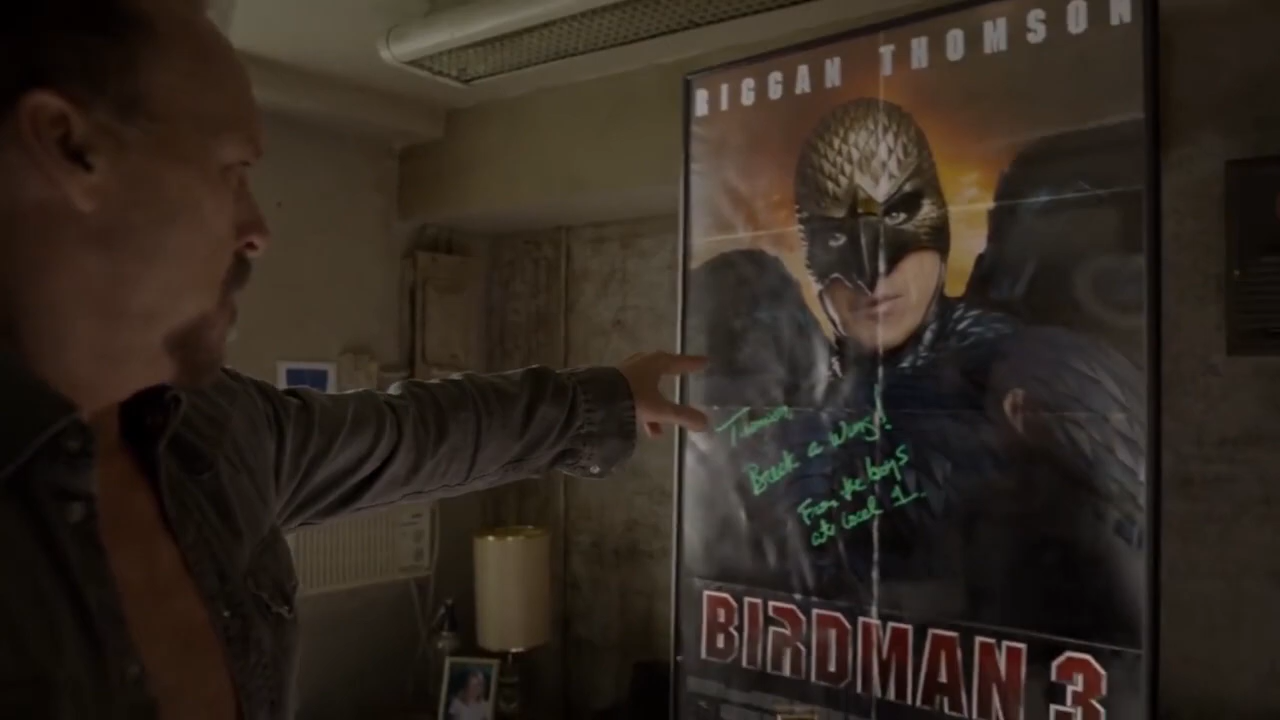 RIGGAN THOMSON
Thomson,
Break a Wing!
From the boys
at Local 1.
BIRDMAN 3